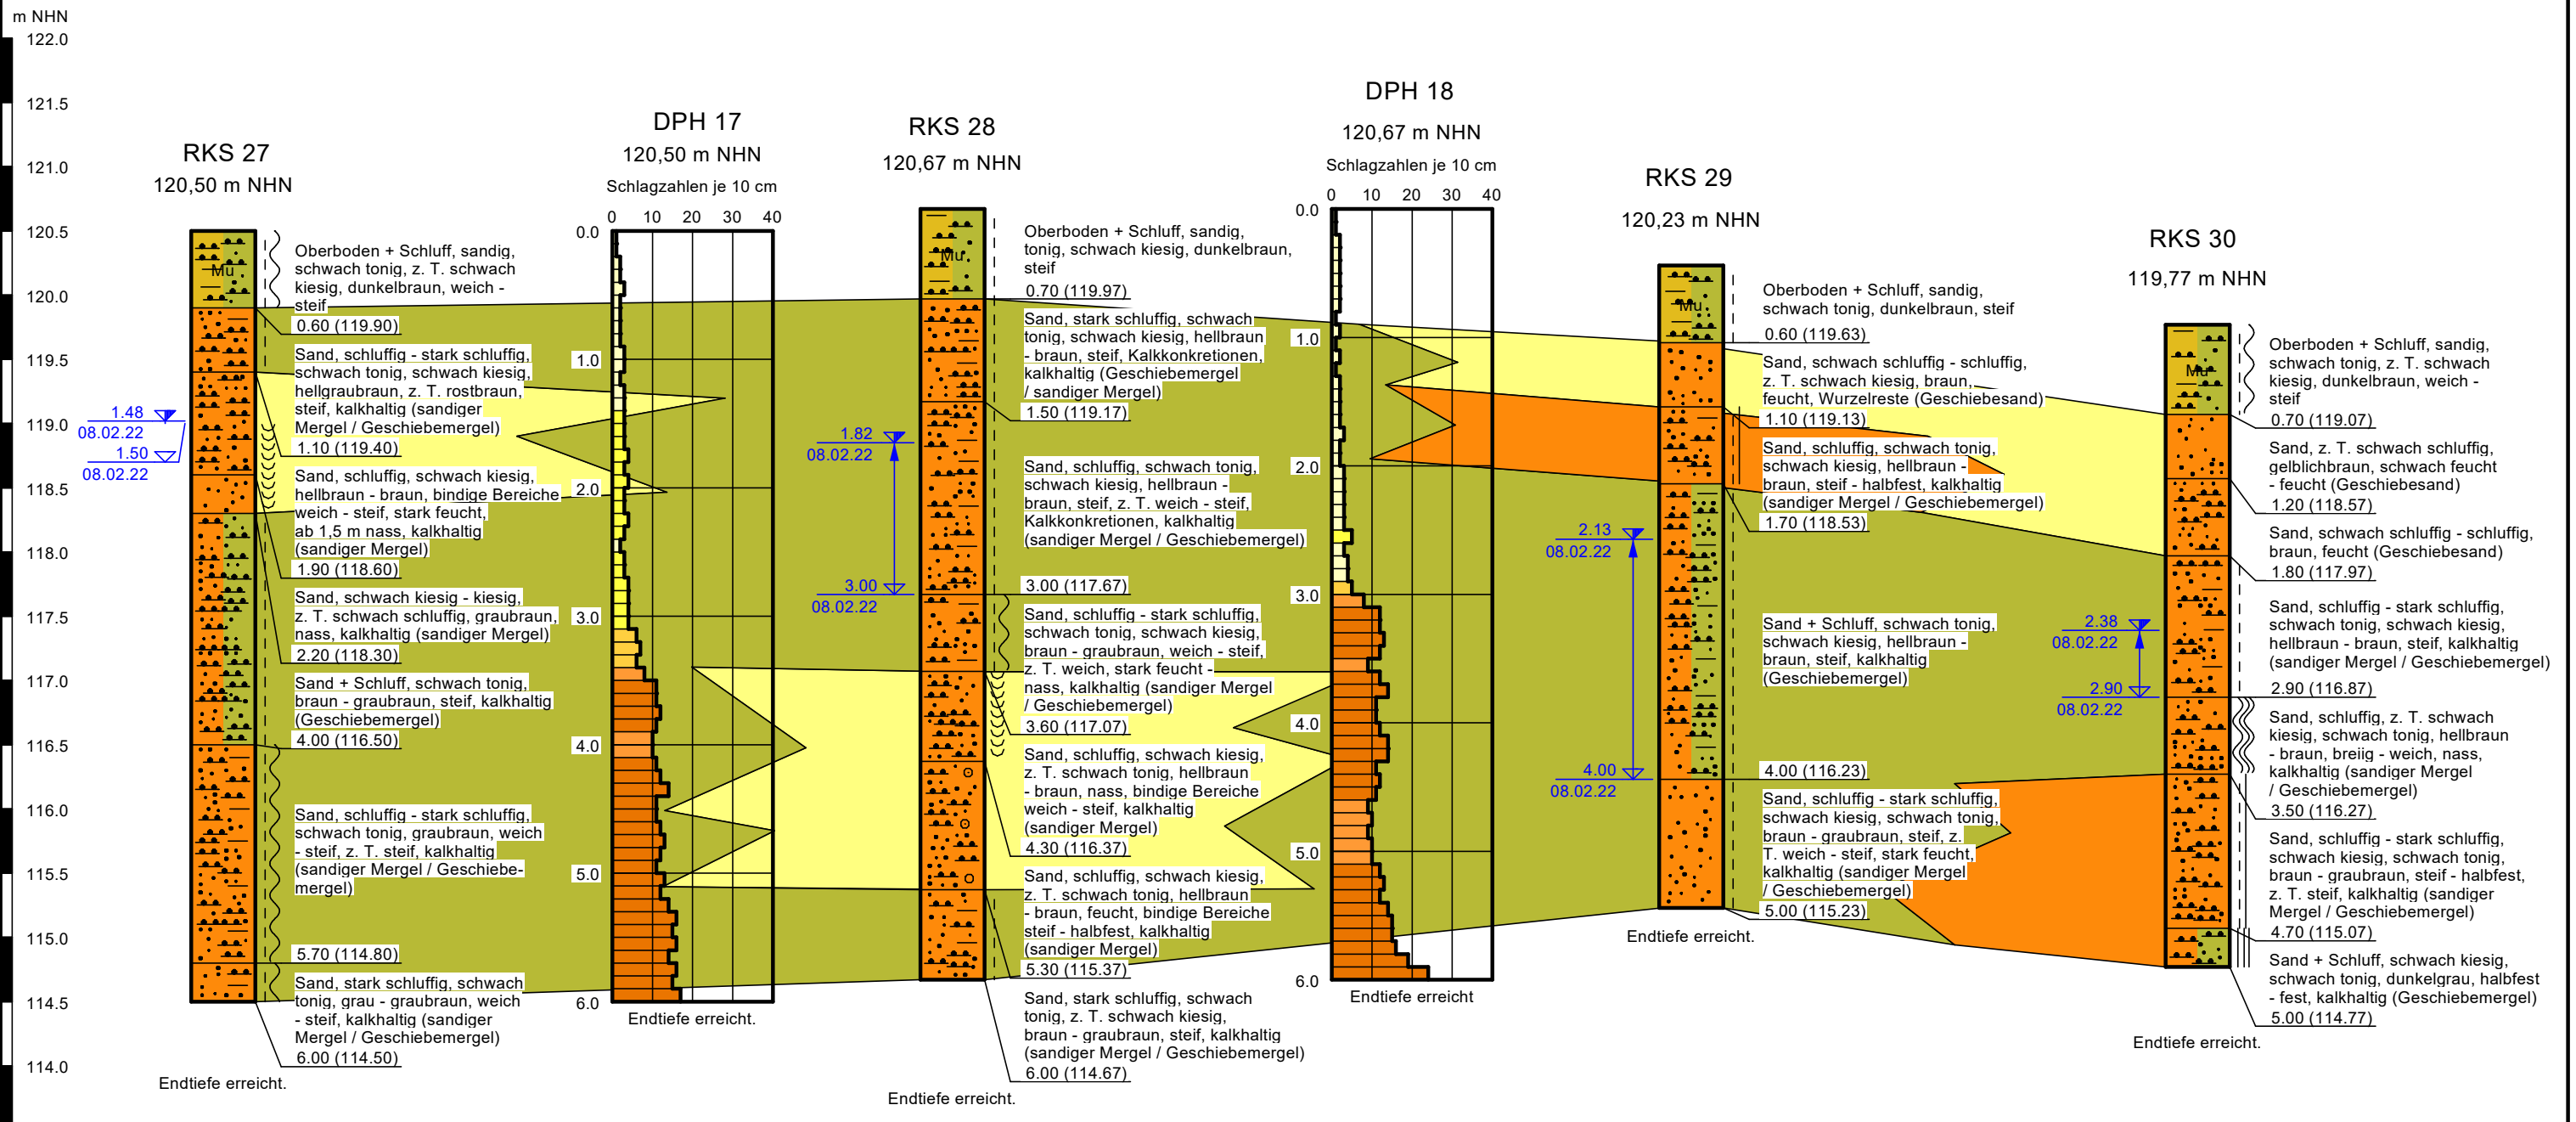 m NHN
122.0
121.5
121.0
120.5
120.0
119.5
119.0
118.5
118.0
117.5
117.0
116.5
116.0
115.5
115.0
114.5
114.0
RKS 27
120,50 m NHN
Mu
1.48
08.02.22
1.50
08.02.22
Oberboden + Schluff, sandig,
schwach tonig, z. T. schwach
kiesig, dunkelbraun, weich -
steif
0.60 (119.90)
Sand, schluffig - stark schluffig,
schwach tonig, schwach kiesig,
hellgraubraun, z. T. rostbraun,
steif, kalkhaltig (sandiger
Mergel / Geschiebemergel)
1.10 (119.40)
Sand, schluffig, schwach kiesig,
hellbraun - braun, bindige Bereiche
weich - steif, stark feucht,
ab 1,5 m nass, kalkhaltig
(sandiger Mergel)
1.90 (118.60)
Sand, schwach kiesig - kiesig,
z. T. schwach schluffig, graubraun,
nass, kalkhaltig (sandiger Mergel)
2.20 (118.30)
Sand + Schluff, schwach tonig,
braun - graubraun, steif, kalkhaltig
(Geschiebemergel)
4.00 (116.50)
Sand, schluffig - stark schluffig,
schwach tonig, graubraun, weich
- steif, z. T. steif, kalkhaltig
(sandiger Mergel / Geschiebe-
mergel)
5.70 (114.80)
Sand, stark schluffig, schwach
tonig, grau - graubraun, weich
- steif, kalkhaltig (sandiger
Mergel / Geschiebemergel)
6.00 (114.50)
Endtiefe erreicht.
DPH 17
120,50 m NHN
Schlagzahlen je 10 cm
0 10 20 30 40
0.0
1.0
2.0
3.0
4.0
5.0
6.0
Endtiefe erreicht.
RKS 28
120,67 m NHN
Mu
1.82
08.02.22
3.00
08.02.22
Oberboden + Schluff, sandig,
tonig, schwach kiesig, dunkelbraun,
steif
0.70 (119.97)
Sand, stark schluffig, schwach
tonig, schwach kiesig, hellbraun
- braun, steif, Kalkkonkretionen,
kalkhaltig (Geschiebemergel
/ sandiger Mergel)
1.50 (119.17)
Sand, schluffig, schwach tonig,
schwach kiesig, hellbraun -
braun, steif, z. T. weich - steif,
Kalkkonkretionen, kalkhaltig
(sandiger Mergel / Geschiebemergel)
3.00 (117.67)
Sand, schluffig - stark schluffig,
schwach tonig, schwach kiesig,
braun - graubraun, weich - steif,
z. T. weich, stark feucht -
nass, kalkhaltig (sandiger Mergel
/ Geschiebemergel)
3.60 (117.07)
Sand, schluffig, schwach kiesig,
z. T. schwach tonig, hellbraun
- braun, nass, bindige Bereiche
weich - steif, kalkhaltig
(sandiger Mergel)
4.30 (116.37)
Sand, schluffig, schwach kiesig,
z. T. schwach tonig, hellbraun
- braun, feucht, bindige Bereiche
steif - halbfest, kalkhaltig
(sandiger Mergel)
5.30 (115.37)
Sand, stark schluffig, schwach
tonig, z. T. schwach kiesig,
braun - graubraun, steif, kalkhaltig
(sandiger Mergel / Geschiebemergel)
6.00 (114.67)
Endtiefe erreicht.
DPH 18
120,67 m NHN
Schlagzahlen je 10 cm
0 10 20 30 40
0.0
1.0
2.0
3.0
4.0
5.0
6.0
Endtiefe erreicht
RKS 29
120,23 m NHN
Mu
2.13
08.02.22
4.00
08.02.22
Oberboden + Schluff, sandig,
schwach tonig, dunkelbraun, steif
0.60 (119.63)
Sand, schwach schluffig - schluffig,
z. T. schwach kiesig, braun,
feucht, Wurzelreste (Geschiebesand)
1.10 (119.13)
Sand, schluffig, schwach tonig,
schwach kiesig, hellbraun -
braun, steif - halbfest, kalkhaltig
(sandiger Mergel / Geschiebemergel)
1.70 (118.53)
Sand + Schluff, schwach tonig,
schwach kiesig, hellbraun -
braun, steif, kalkhaltig
(Geschiebemergel)
4.00 (116.23)
Sand, schluffig - stark schluffig,
schwach kiesig, schwach tonig,
braun - graubraun, steif, z.
T. weich - steif, stark feucht,
kalkhaltig (sandiger Mergel
/ Geschiebemergel)
5.00 (115.23)
Endtiefe erreicht.
RKS 30
119,77 m NHN
Mu
2.38
08.02.22
2.90
08.02.22
Oberboden + Schluff, sandig,
schwach tonig, z. T. schwach
kiesig, dunkelbraun, weich -
steif
0.70 (119.07)
Sand, z. T. schwach schluffig,
gelblichbraun, schwach feucht
- feucht (Geschiebesand)
1.20 (118.57)
Sand, schwach schluffig - schluffig,
braun, feucht (Geschiebesand)
1.80 (117.97)
Sand, schluffig - stark schluffig,
schwach tonig, schwach kiesig,
hellbraun - braun, steif, kalkhaltig
(sandiger Mergel / Geschiebemergel)
2.90 (116.87)
Sand, schluffig, z. T. schwach
kiesig, schwach tonig, hellbraun
- braun, breiig - weich, nass,
kalkhaltig (sandiger Mergel
/ Geschiebemergel)
3.50 (116.27)
Sand, schluffig - stark schluffig,
schwach kiesig, schwach tonig,
braun - graubraun, steif - halbfest,
z. T. steif, kalkhaltig (sandiger
Mergel / Geschiebemergel)
4.70 (115.07)
Sand + Schluff, schwach kiesig,
schwach tonig, dunkelgrau, halbfest
- fest, kalkhaltig (Geschiebemergel)
5.00 (114.77)
Endtiefe erreicht.